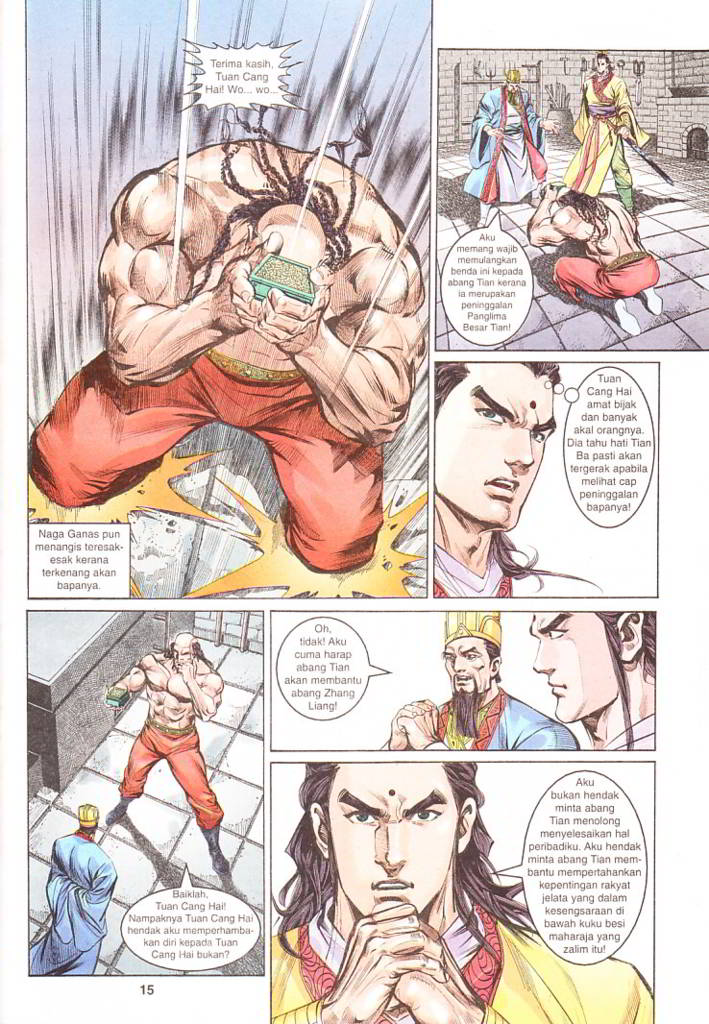 Terima kasih,
Tuan Cang
Hai! Wo... wo...
Naga Ganas pun
menangis teresak-
esak kerana
terkenang akan
bapanya.
Aku
memang wajib
memulangkan
benda ini kepada
abang Tian kerana
ia merupakan
peninggalan
Panglima
Besar Tian!
Tuan
Cang Hai
amat bijak
dan banyak
akal orangnya.
Dia tahu hati Tian
Ba pasti akan
tergerak apabila
melihat cap
peninggalan
bapanya!
Baiklah,
Tuan Cang Hai!
Nampaknya Tuan Cang Hai
hendak aku memperhamba-
kan diri kepada Tuan
Cang Hai bukan?
Oh,
tidak! Aku
cuma harap
abang Tian
akan membantu
abang Zhang
Liang!
Aku
bukan hendak
minta abang
Tian menolong
menyelesaikan hal
peribadiku. Aku hendak
minta abang Tian mem-
bantu mempertahankan
kepentingan rakyat
jelata yang dalam
kesengsaraan di
bawah kuku besi
maharaja yang
zalim itu!
15